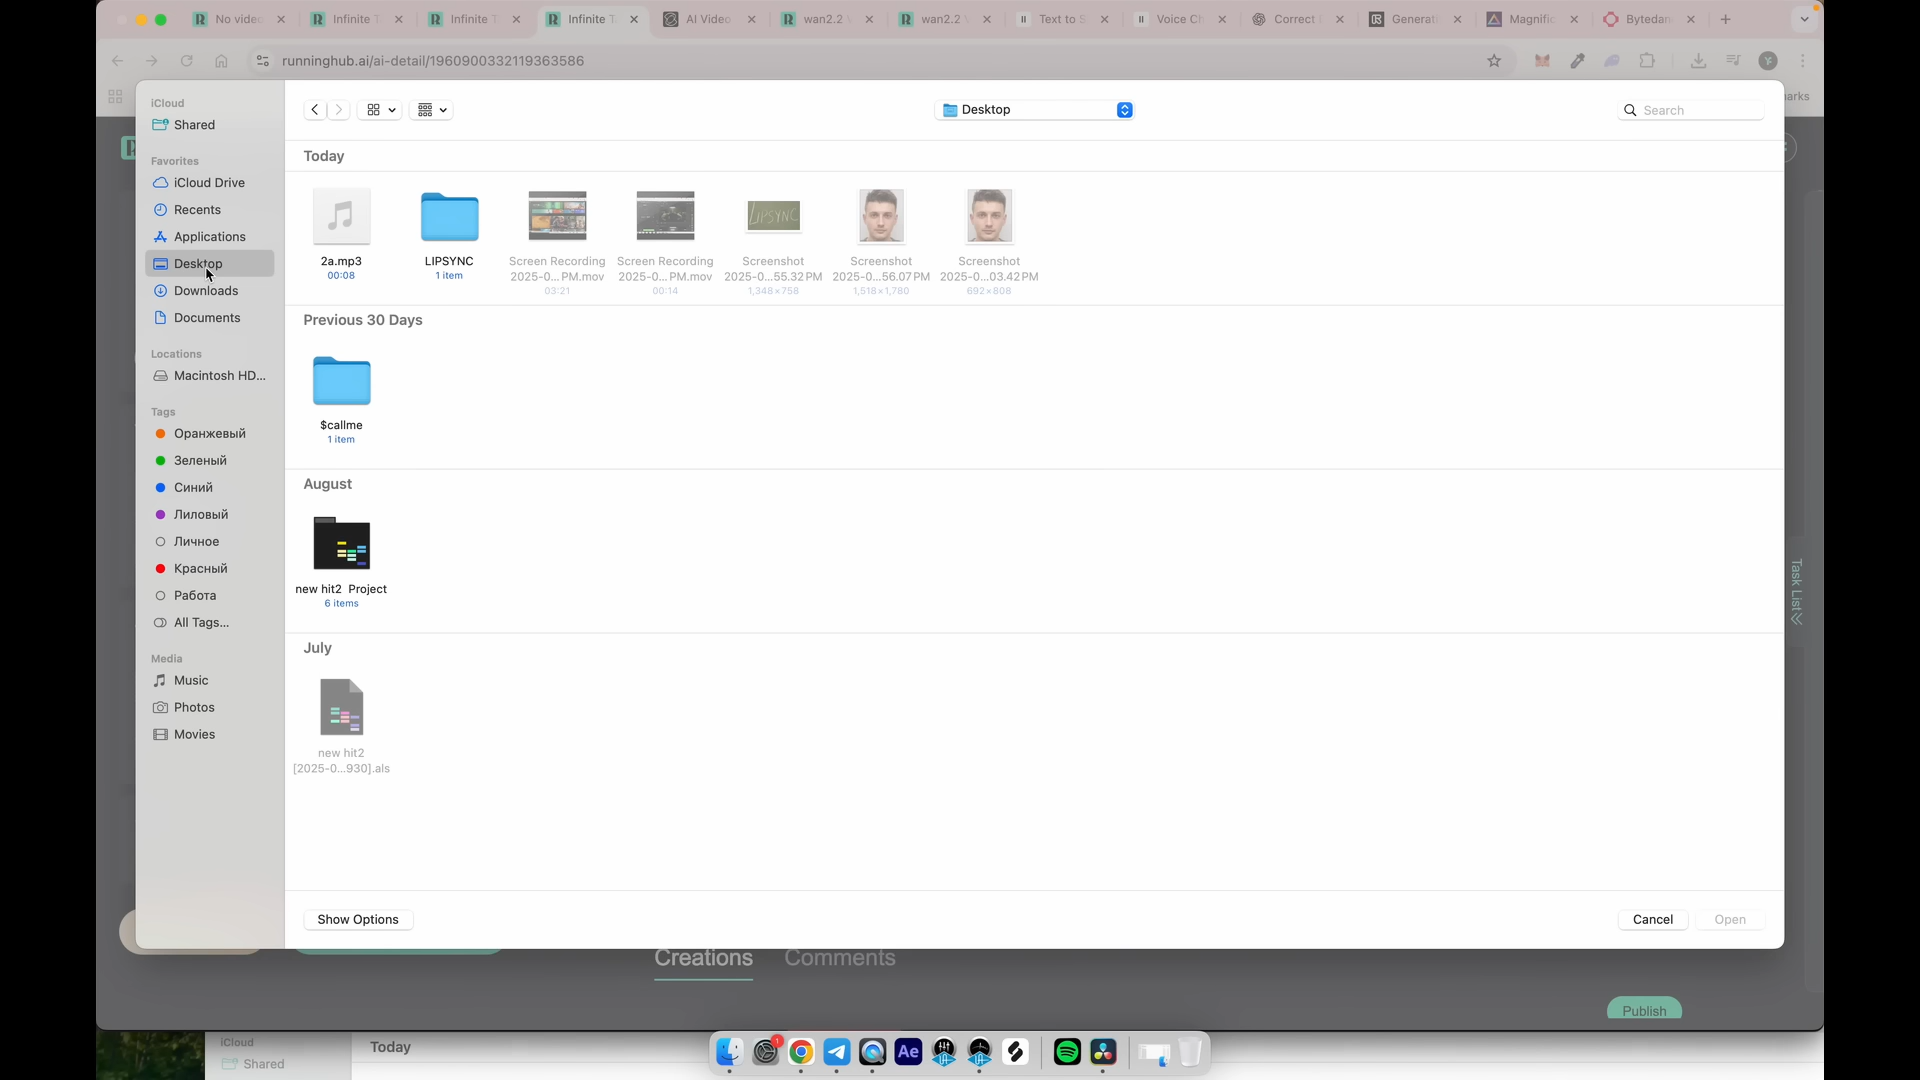 No video
Infinite T
Infinite T
Infinite T
AI Video
wan2.2
wan2.2
Text to S
Voice Ch
Correct
Generati
Magnific
Bytedan
runninghub.ai/ai-detail/1960900332119363586
iCloud
Shared
Favorites
iCloud Drive
Recents
Applications
Desktop
Downloads
Documents
Locations
Macintosh HD...
Tags
Оранжевый
Зеленый
Синий
Лиловый
Личное
Красный
Работа
All Tags...
Media
Music
Photos
Movies
Desktop
Search
Today
2a.mp3
00:08
LIPSYNC
1 item
Screen Recording
2025-0... PM.mov
03:21
Screen Recording
2025-0... PM.mov
00:14
LIPSYNC
Screenshot
2025-0...55.32 PM
1,348×758
Screenshot
2025-0...56.07 PM
1,518×1,780
Screenshot
2025-0...03.42 PM
692×808
Previous 30 Days
$callme
1 item
August
new hit2 Project
6 items
July
new hit2
[2025-0...930].als
Show Options
Cancel
Open
Task List
Creations
Comments
Publish
iCloud
Shared
Today
1
Ae